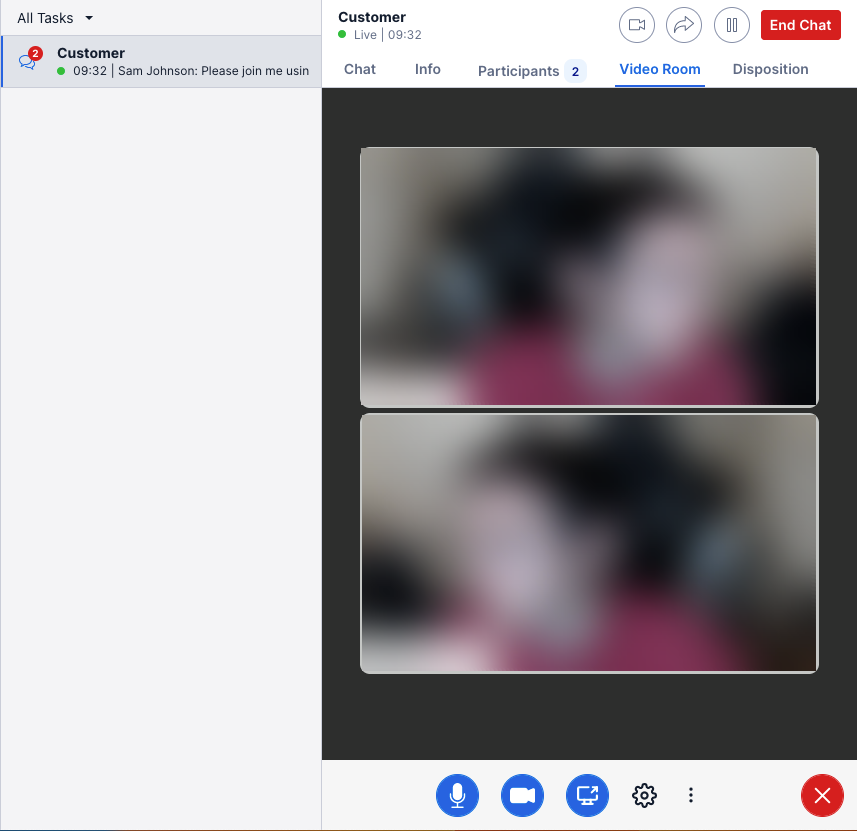 All Tasks
2
Customer
09:32 | Sam Johnson: Please join me usin
Customer
Live | 09:32
End Chat
Chat
Info
Participants 2
Video Room
Disposition